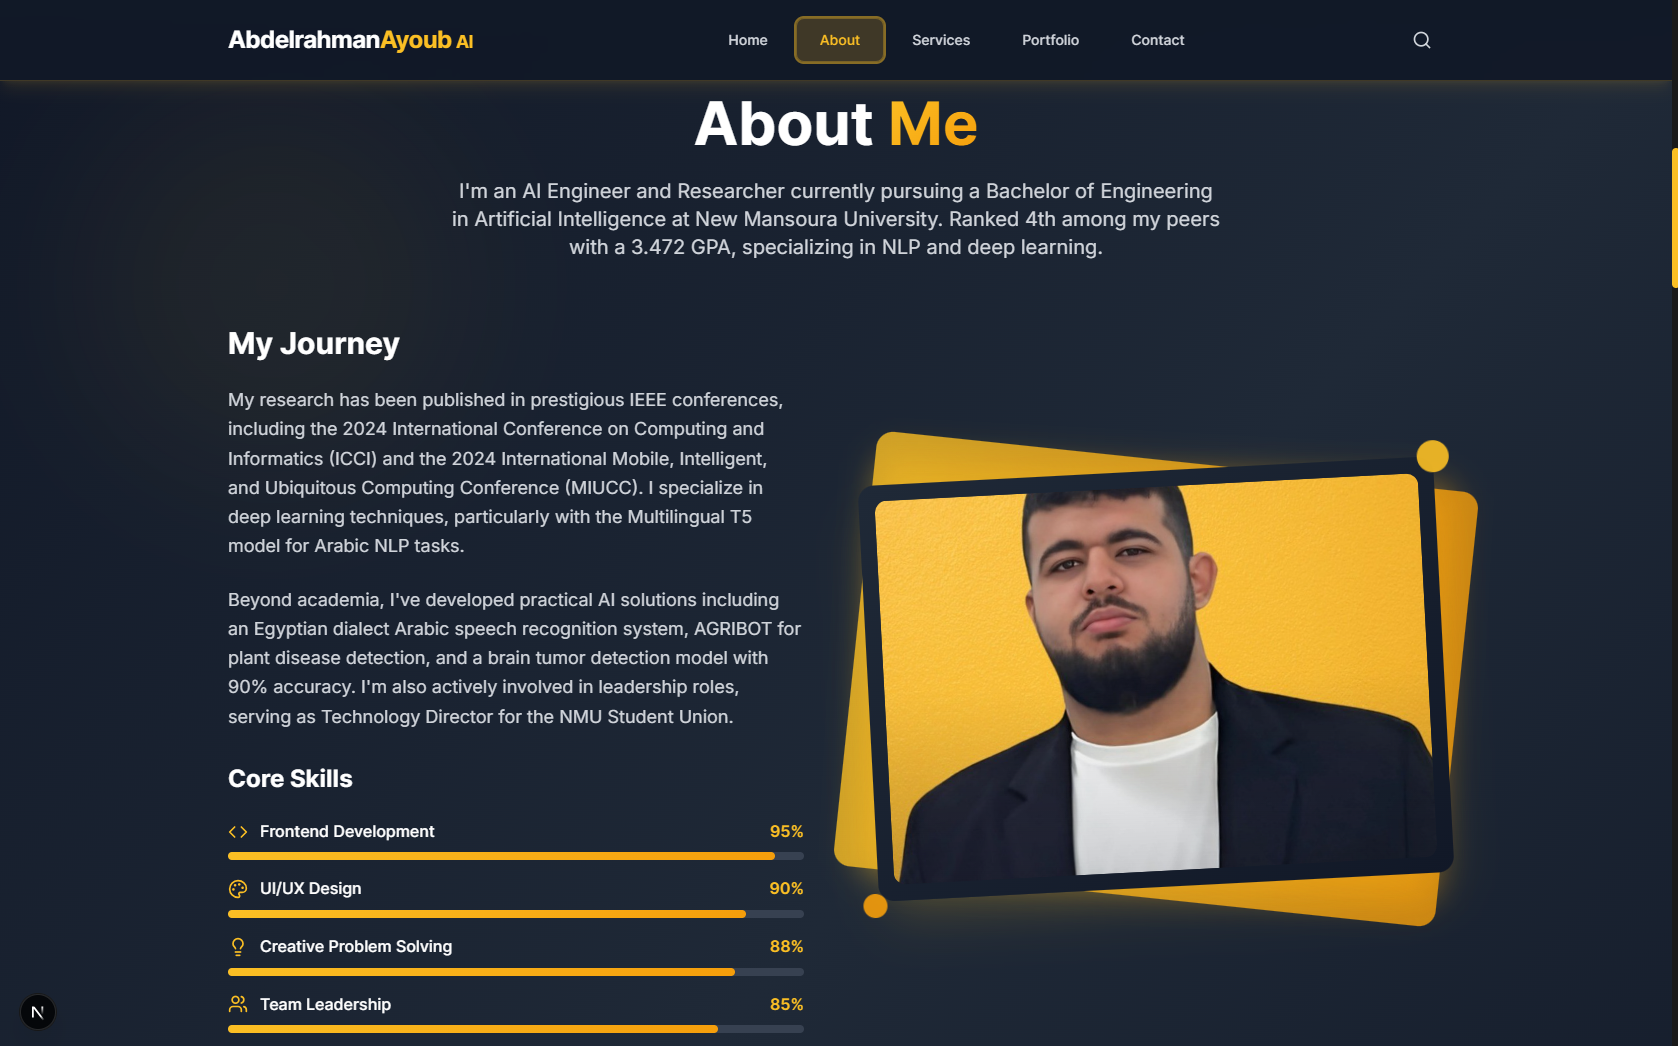 AbdelrahmanAyoub AI
Home
About
Services
Portfolio
Contact
About Me
I'm an AI Engineer and Researcher currently pursuing a Bachelor of Engineering
in Artificial Intelligence at New Mansoura University. Ranked 4th among my peers
with a 3.472 GPA, specializing in NLP and deep learning.
My Journey
My research has been published in prestigious IEEE conferences,
including the 2024 International Conference on Computing and
Informatics (ICCI) and the 2024 International Mobile, Intelligent,
and Ubiquitous Computing Conference (MIUCC). I specialize in
deep learning techniques, particularly with the Multilingual T5
model for Arabic NLP tasks.
Beyond academia, I've developed practical AI solutions including
an Egyptian dialect Arabic speech recognition system, AGRIBOT for
plant disease detection, and a brain tumor detection model with
90% accuracy. I'm also actively involved in leadership roles,
serving as Technology Director for the NMU Student Union.
Core Skills
Frontend Development 95%
UI/UX Design 90%
Creative Problem Solving 88%
Team Leadership 85%
N